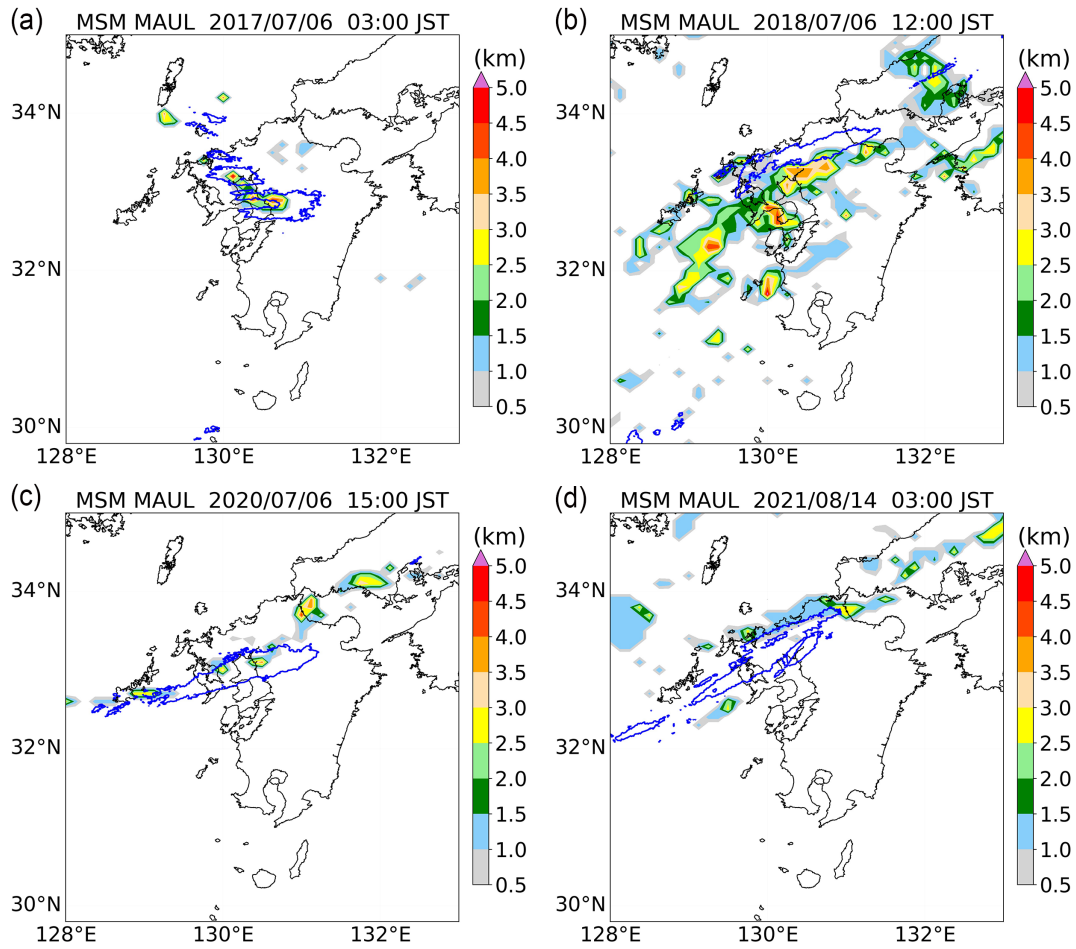 (a) MSM MAUL 2017/07/06 03:00 JST
(km)
5.0
4.5
4.0
3.5
3.0
2.5
2.0
1.5
1.0
0.5
34°N
32°N
30°N
128°E 130°E 132°E
(b) MSM MAUL 2018/07/06 12:00 JST
(km)
5.0
4.5
4.0
3.5
3.0
2.5
2.0
1.5
1.0
0.5
34°N
32°N
30°N
128°E 130°E 132°E
(c) MSM MAUL 2020/07/06 15:00 JST
(km)
5.0
4.5
4.0
3.5
3.0
2.5
2.0
1.5
1.0
0.5
34°N
32°N
30°N
128°E 130°E 132°E
(d) MSM MAUL 2021/08/14 03:00 JST
(km)
5.0
4.5
4.0
3.5
3.0
2.5
2.0
1.5
1.0
0.5
34°N
32°N
30°N
128°E 130°E 132°E